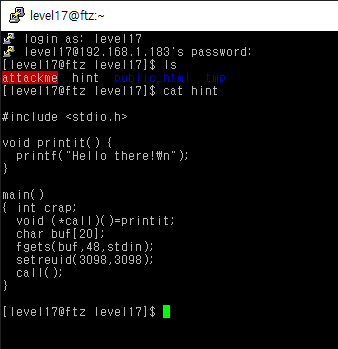 level17@ftz:~
login as: level17
level17@192.168.1.183's password:
[level17@ftz level17]$ ls
attackme  hint  public_html  tmp
[level17@ftz level17]$ cat hint

#include <stdio.h>

void printit() {
  printf("Hello there!₩n");
}

main()
{ int crap;
  void (*call)()=printit;
  char buf[20];
  fgets(buf,48,stdin);
  setreuid(3098,3098);
  call();
}

[level17@ftz level17]$